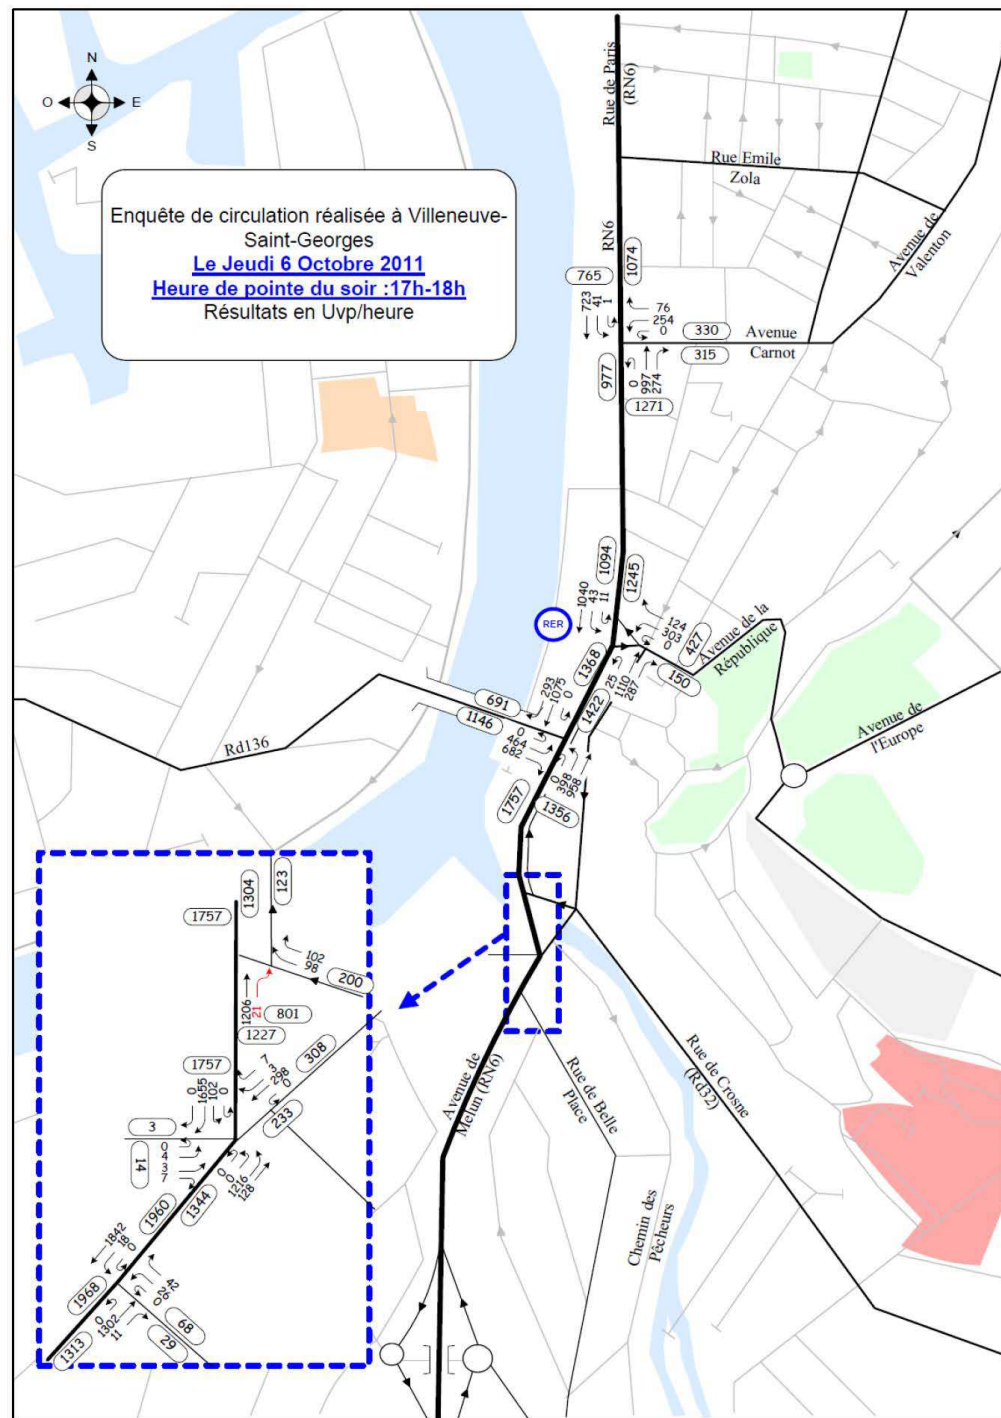 N
O
E
S
Enquête de circulation réalisée à Villeneuve-
Saint-Georges
Le Jeudi 6 Octobre 2011
Heure de pointe du soir :17h-18h
Résultats en Uvp/heure
Rue de Paris
(RN6)
Rue Emile
Zola
Avenue de
Valenton
RN6
765
1074
723
41
1
76
254
0
330
Avenue
315
Carnot
977
0
997
274
1271
1094
1245
1040
43
11
RER
124
303
0
427
Avenue de la
République
150
1368
25
1110
287
293
1075
0
691
1146
1422
Rd136
0
464
682
0
398
958
1757
1356
Avenue de
l'Europe
1304
123
1757
102
98
200
1206
21
801
1227
308
1757
7
3
298
0
0
1655
102
0
233
3
14
0
4
3
7
0
0
1216
128
1960
1344
1842
18
0
42
26
0
1968
1313
0
1302
11
68
29
Avenue de
Melun (RN6)
Rue de Belle
Place
Rue de Crosne
(Rd32)
Chemin des
Pêcheurs